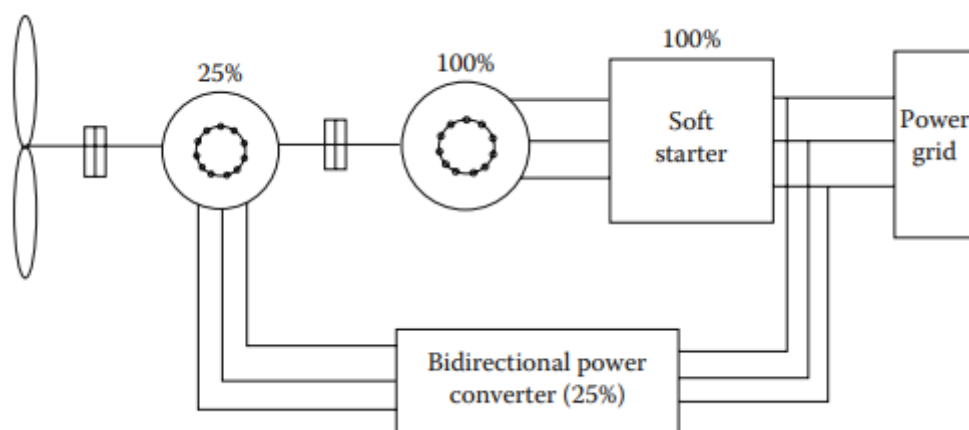 25%
100%
100%
Soft
starter
Power
grid
Bidirectional power
converter (25%)